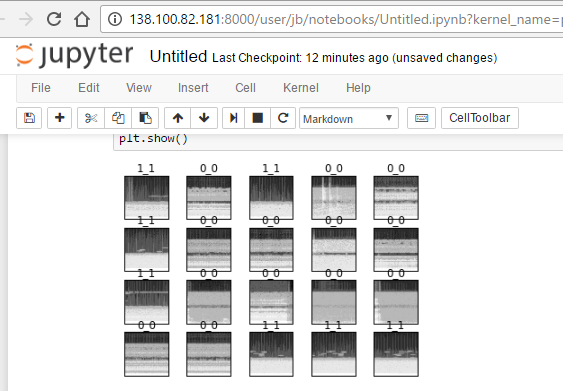 138.100.82.181:8000/user/jb/notebooks/Untitled.ipynb?kernel_name=p
jupyter Untitled Last Checkpoint: 12 minutes ago (unsaved changes)
File Edit View Insert Cell Kernel Help
Markdown CellToolbar
plt.show()
1_1 0_0 1_1 0_0 0_0
1_1 0_0 0_0 0_0 0_0
1_1 0_0 1_1 0_0 0_0
0_0 0_0 1_1 1_1 1_1